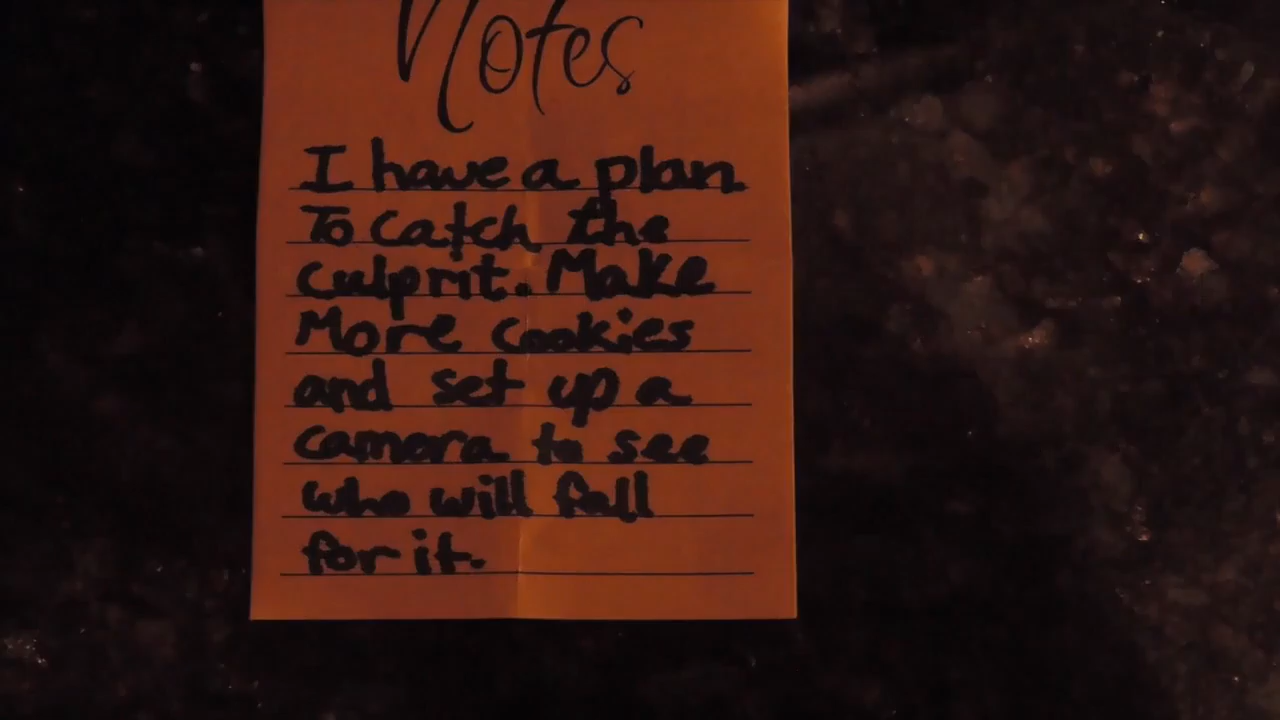 Notes
I have a plan
To catch the
culprit. Make
More cookies
and set up a
camera to see
who will fall
for it.